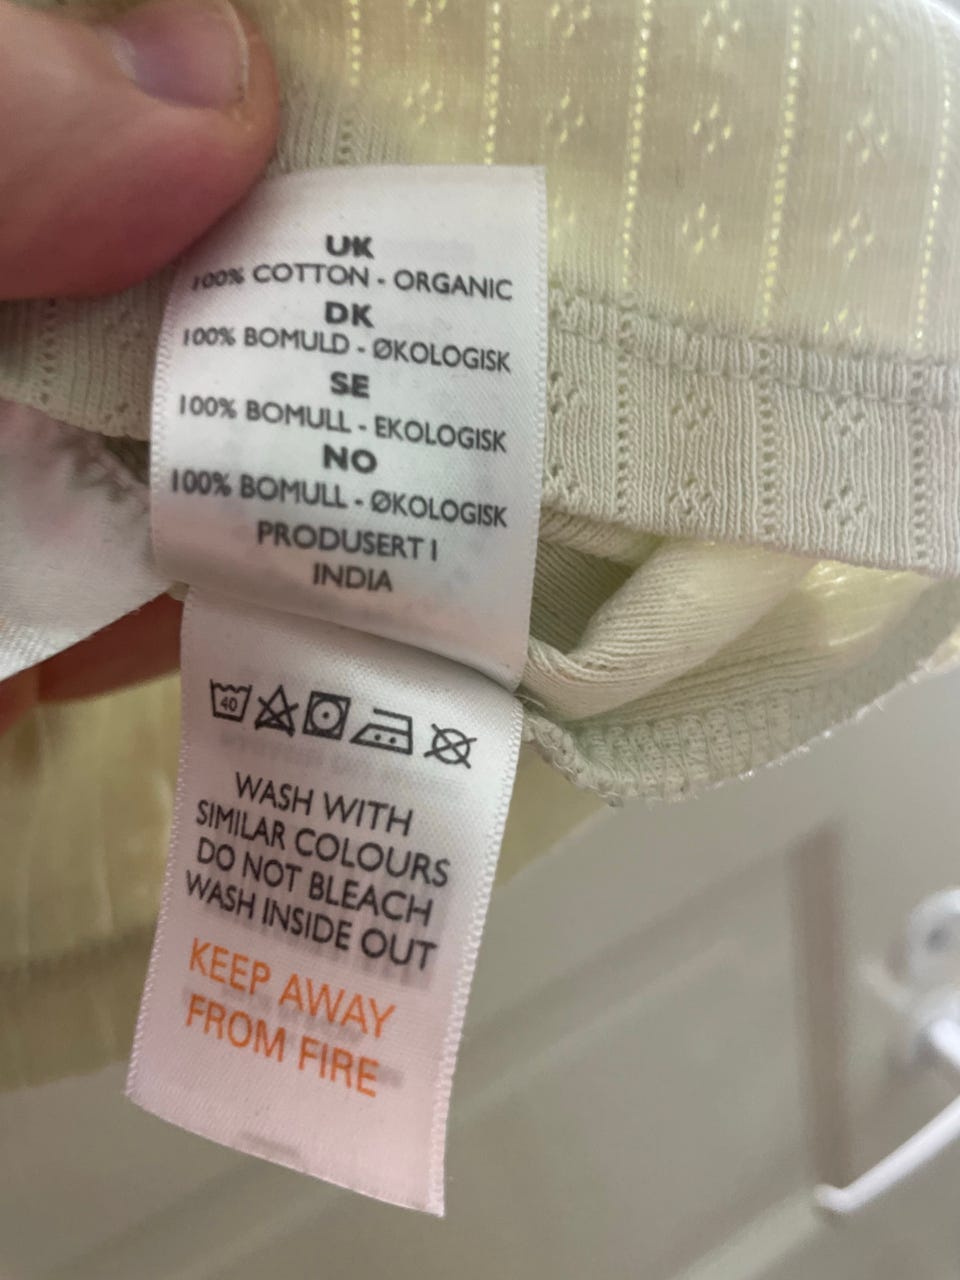 UK
100% COTTON - ORGANIC
DK
100% BOMULD - ØKOLOGISK
SE
100% BOMULL - EKOLOGISK
NO
100% BOMULL - ØKOLOGISK
PRODUSERT I
INDIA
40
WASH WITH
SIMILAR COLOURS
DO NOT BLEACH
WASH INSIDE OUT
KEEP AWAY
FROM FIRE